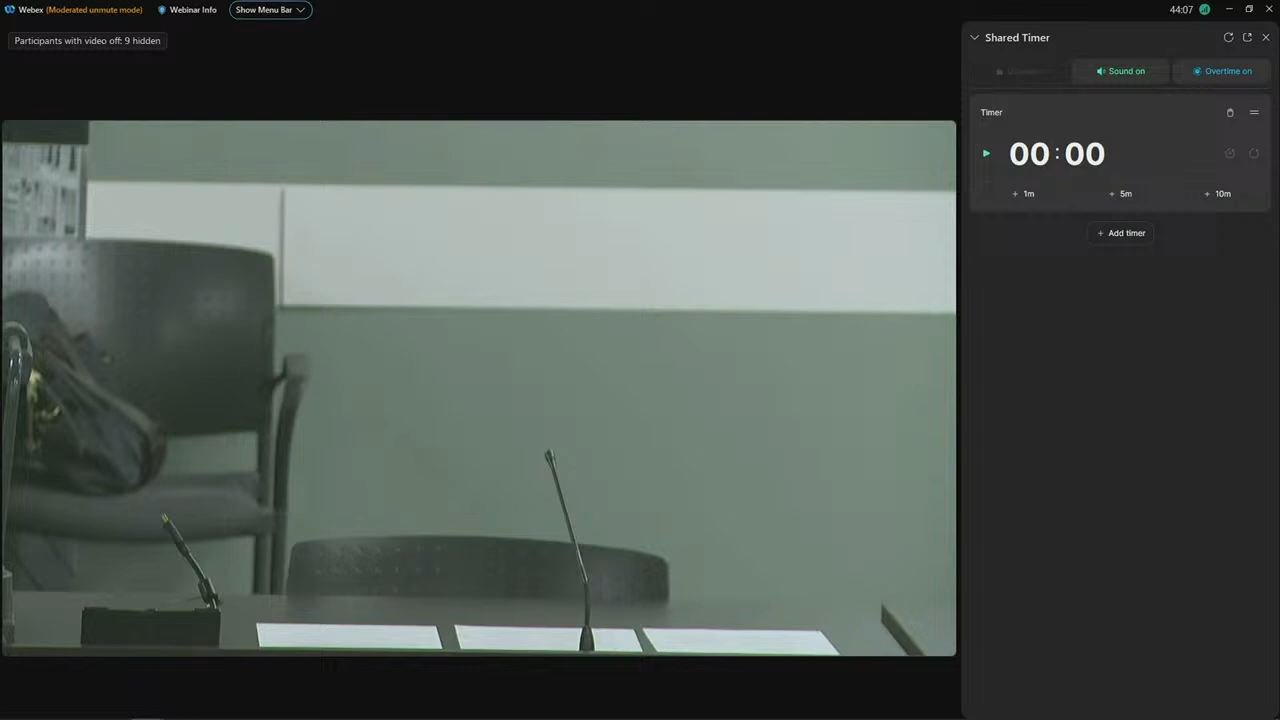 Webex (Moderated unmute mode) Webinar Info Show Menu Bar 44:07
Participants with video off: 9 hidden
Shared Timer
Sound on Overtime on
Timer
00:00
+ 1m + 5m + 10m
+ Add timer